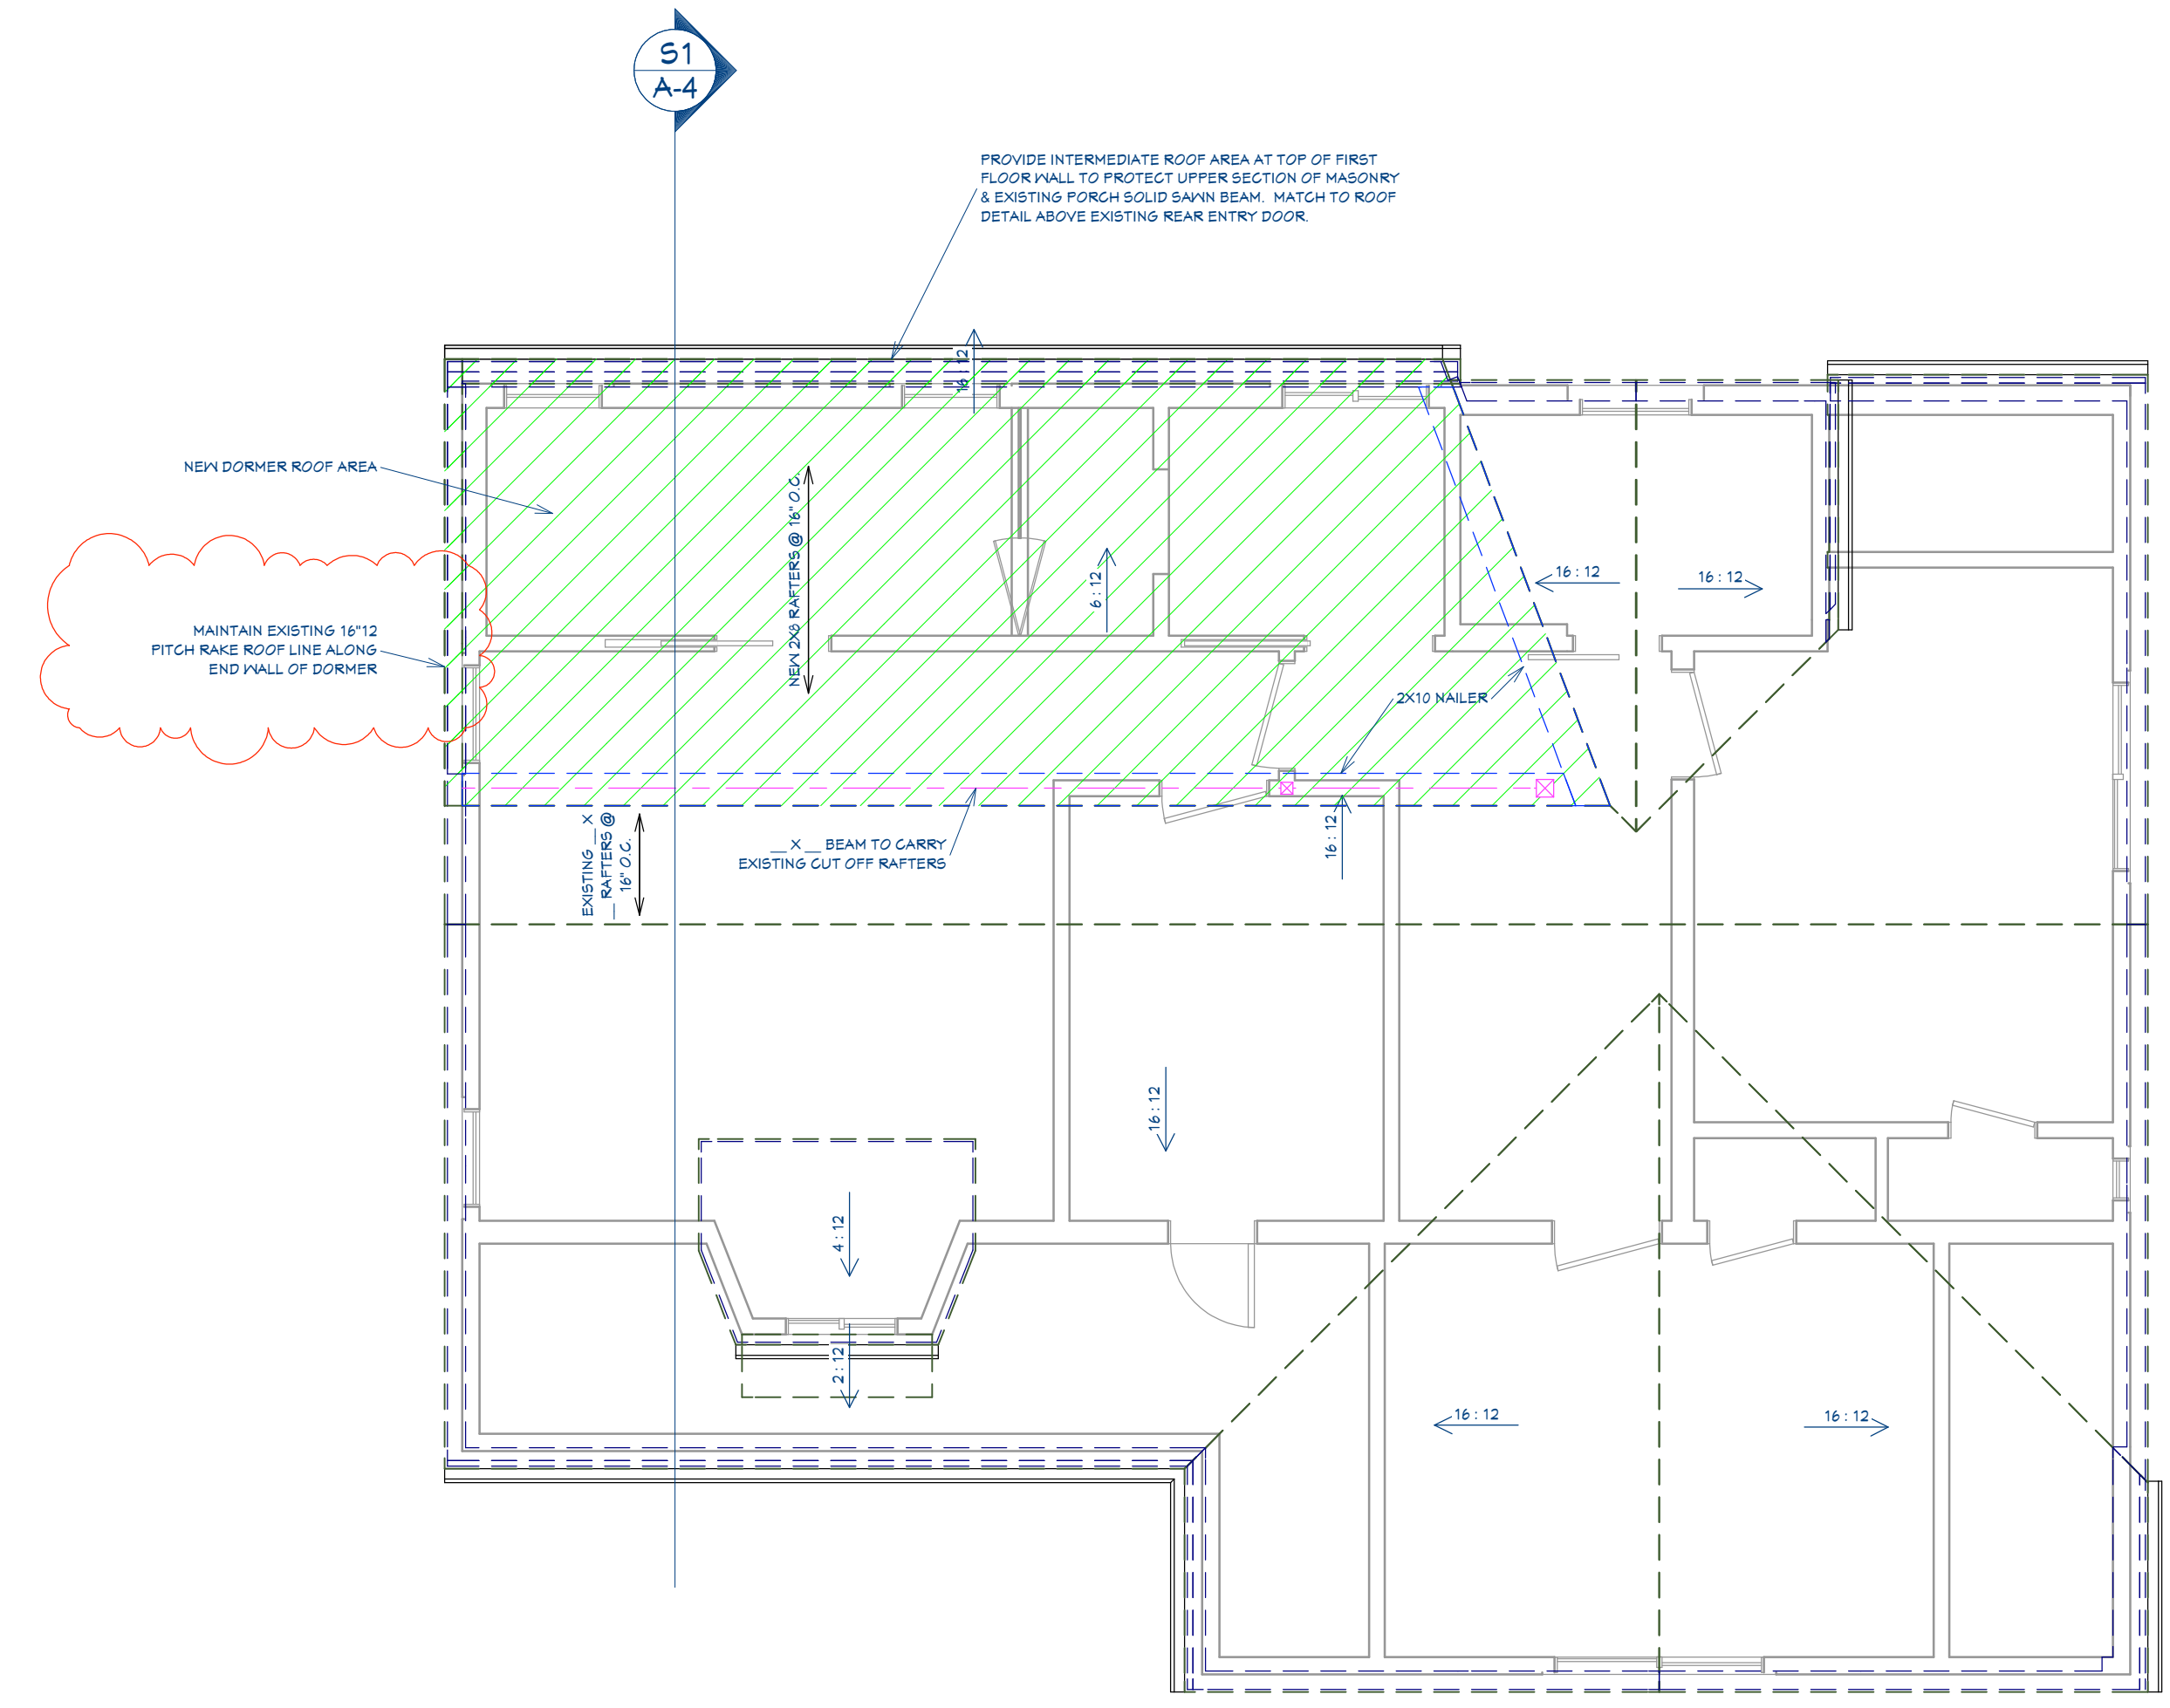 S1
A-4
PROVIDE INTERMEDIATE ROOF AREA AT TOP OF FIRST
FLOOR WALL TO PROTECT UPPER SECTION OF MASONRY
& EXISTING PORCH SOLID SAWN BEAM. MATCH TO ROOF
DETAIL ABOVE EXISTING REAR ENTRY DOOR.
16 : 12
NEW DORMER ROOF AREA
NEW 2X8 RAFTERS @ 16" O.C.
6 : 12
16 : 12
16 : 12
MAINTAIN EXISTING 16"12
PITCH RAKE ROOF LINE ALONG
END WALL OF DORMER
2X10 NAILER
16 : 12
__ X __ BEAM TO CARRY
EXISTING CUT OFF RAFTERS
EXISTING __ X
__ RAFTERS @
16" O.C.
16 : 12
4 : 12
2 : 12
16 : 12
16 : 12